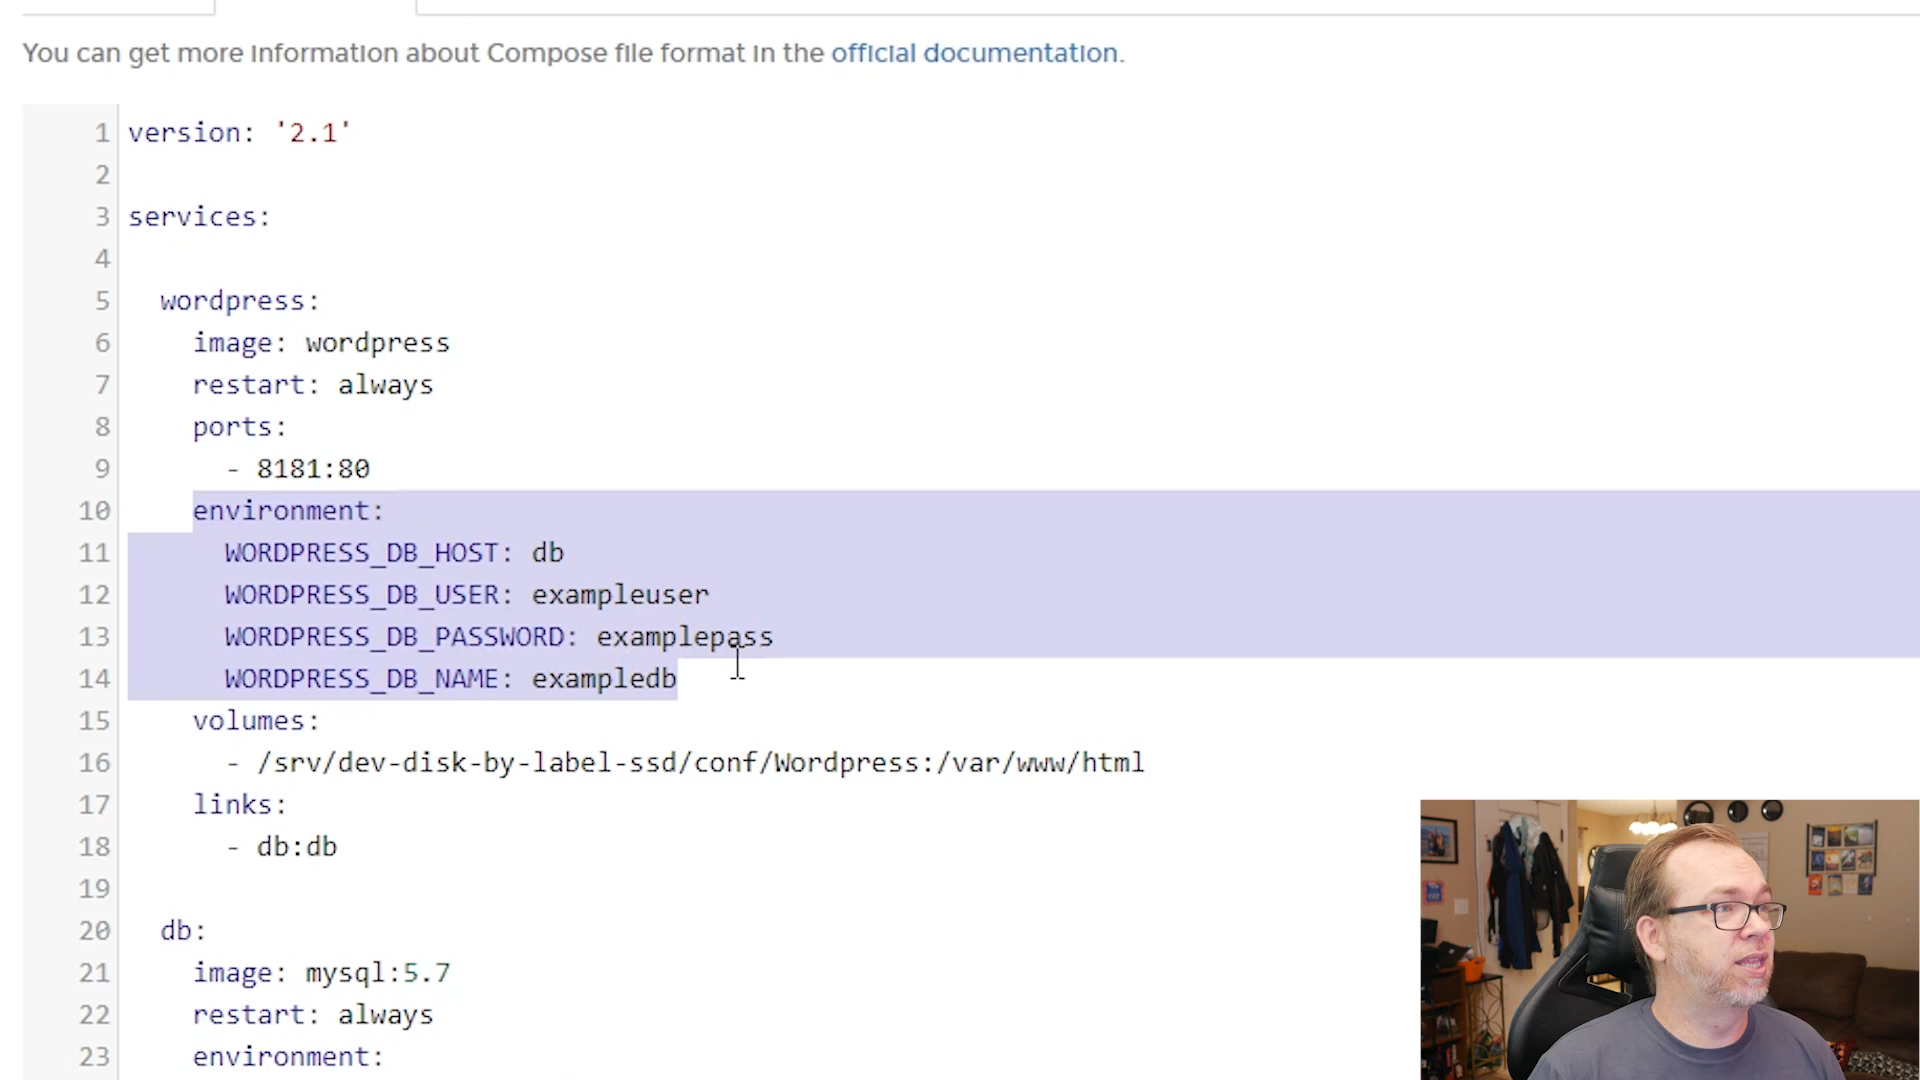 You can get more information about Compose file format in the official documentation.
1 version: '2.1'
2
3 services:
4
5 wordpress:
6 image: wordpress
7 restart: always
8 ports:
9 - 8181:80
10 environment:
11 WORDPRESS_DB_HOST: db
12 WORDPRESS_DB_USER: exampleuser
13 WORDPRESS_DB_PASSWORD: examplepass
14 WORDPRESS_DB_NAME: exampledb
15 volumes:
16 - /srv/dev-disk-by-label-ssd/conf/Wordpress:/var/www/html
17 links:
18 - db:db
19
20 db:
21 image: mysql:5.7
22 restart: always
23 environment: